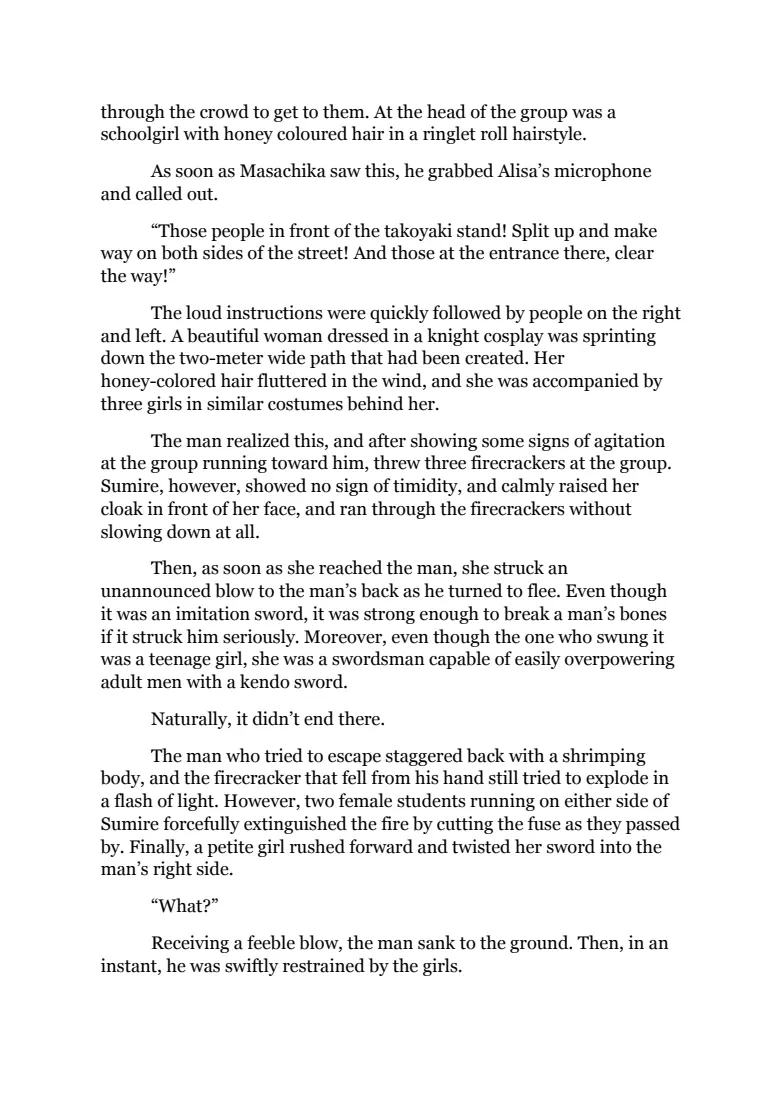 through the crowd to get to them. At the head of the group was a
schoolgirl with honey coloured hair in a ringlet roll hairstyle.
As soon as Masachika saw this, he grabbed Alisa’s microphone
and called out.
“Those people in front of the takoyaki stand! Split up and make
way on both sides of the street! And those at the entrance there, clear
the way!”
The loud instructions were quickly followed by people on the right
and left. A beautiful woman dressed in a knight cosplay was sprinting
down the two-meter wide path that had been created. Her
honey-colored hair fluttered in the wind, and she was accompanied by
three girls in similar costumes behind her.
The man realized this, and after showing some signs of agitation
at the group running toward him, threw three firecrackers at the group.
Sumire, however, showed no sign of timidity, and calmly raised her
cloak in front of her face, and ran through the firecrackers without
slowing down at all.
Then, as soon as she reached the man, she struck an
unannounced blow to the man’s back as he turned to flee. Even though
it was an imitation sword, it was strong enough to break a man’s bones
if it struck him seriously. Moreover, even though the one who swung it
was a teenage girl, she was a swordsman capable of easily overpowering
adult men with a kendo sword.
Naturally, it didn’t end there.
The man who tried to escape staggered back with a shrimping
body, and the firecracker that fell from his hand still tried to explode in
a flash of light. However, two female students running on either side of
Sumire forcefully extinguished the fire by cutting the fuse as they passed
by. Finally, a petite girl rushed forward and twisted her sword into the
man’s right side.
“What?”
Receiving a feeble blow, the man sank to the ground. Then, in an
instant, he was swiftly restrained by the girls.